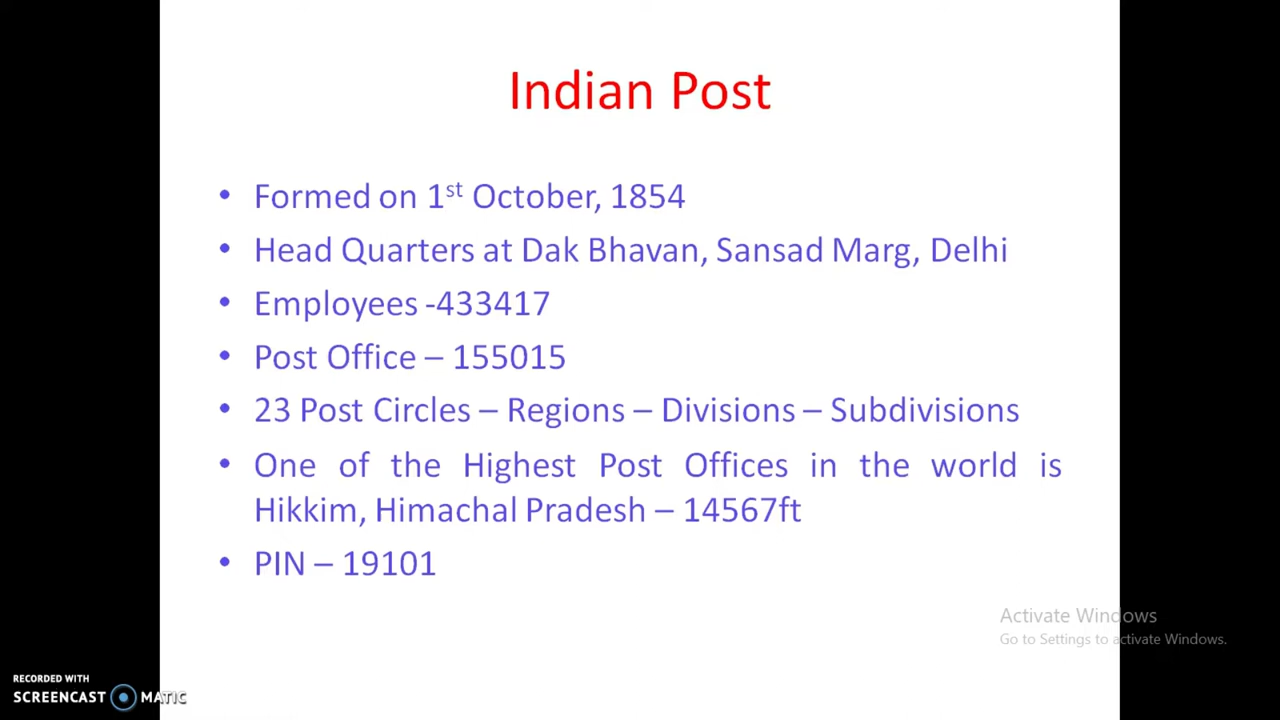 Indian Post
• Formed on 1st October, 1854
• Head Quarters at Dak Bhavan, Sansad Marg, Delhi
• Employees -433417
• Post Office – 155015
• 23 Post Circles – Regions – Divisions – Subdivisions
• One of the Highest Post Offices in the world is
Hikkim, Himachal Pradesh – 14567ft
• PIN – 19101
Activate Windows
Go to Settings to activate Windows.
RECORDED WITH
SCREENCAST MATIC